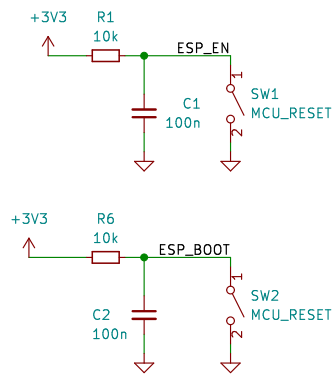 +3V3
R1
10k
ESP_EN
1
C1
100n
SW1
MCU_RESET
2
+3V3
R6
10k
ESP_BOOT
1
C2
100n
SW2
MCU_RESET
2